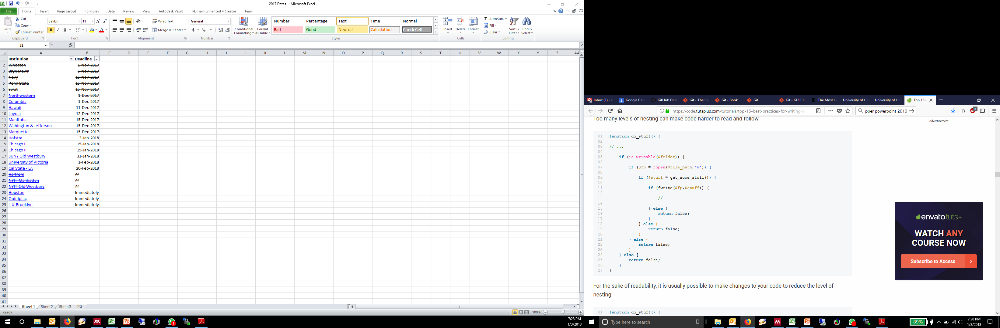 2017 Dates - Microsoft Excel
File Home Insert Page Layout Formulas Data Review View Autodesk Vault PDFsam Enhanced 4 Creator Team
Paste
Cut
Copy
Format Painter
Clipboard
Calibri 11
B I U
Font
Wrap Text
Merge & Center
Alignment
General
$ % ,
Number
Conditional Formatting
Format as Table
Number Percentage Text Time Normal
Bad Good Neutral Calculation Check Cell
Styles
Insert Delete Format
Cells
AutoSum
Fill
Clear
Sort & Filter
Find & Select
Editing
J1 fx
A B C D E F G H I J K L M N O P Q R S T U V W X Y Z AA
1 Institution Deadline
2 Wheaton 1-Nov-2017
3 Bryn Mawr 6-Nov-2017
4 Navy 15-Nov-2017
5 Penn State 15-Nov-2017
6 Swat 15-Nov-2017
7 Northwestern 1-Dec-2017
8 Columbia 1-Dec-2017
9 Hawaii 11-Dec-2017
10 Loyola 12-Dec-2017
11 Manitoba 15-Dec-2017
12 Wahington & Jefferson 15-Dec-2017
13 Marquette 15-Dec-2017
14 Hofstra 2-Jan-2018
15 Chicago I 15-Jan-2018
16 Chicago II 15-Jan-2018
17 SUNY Old Westbury 31-Jan-2018
18 University of Victoria 1-Feb-2018
19 Cal State - LA 20-Feb-2018
20 Hartford ??
21 NYIT-Manhattan ??
22 NYIT-Old Westbury ??
23 Houston Immediately
24 Quinipiac Immediately
25 LIU-Brooklyn Immediately
26
27
28
29
30
31
32
33
34
35
36
37
38
39
40
41
Sheet1 Sheet2 Sheet3
Ready 100%
7:28 PM
1/3/2018
Inbox (1) - Google Cale GitHub Des Git - The Co Git - Book Git Git - GUI Cli The Most E University of Ch University of Ch Top 15+
https://code.tutsplus.com/tutorials/top-15-best-practices-for-writing-s
pper powerpoint 2010
Too many levels of nesting can make code harder to read and follow.
Advertisement
01 function do_stuff() {
02
03 // ...
04
05 if (is_writable($folder)) {
06
07 if ($fp = fopen($file_path,'w')) {
08
09 if ($stuff = get_some_stuff()) {
10
11 if (fwrite($fp,$stuff)) {
12
13 // ...
14
15 } else {
16 return false;
17 }
18 } else {
19 return false;
20 }
21 } else {
22 return false;
23 }
24 } else {
25 return false;
26 }
27 }
envatotuts+
WATCH ANY
COURSE NOW
Subscribe to Access
For the sake of readability, it is usually possible to make changes to your code to reduce the level of
nesting:
01 function do_stuff() {
Type here to search
89%
7:28 PM
1/3/2018